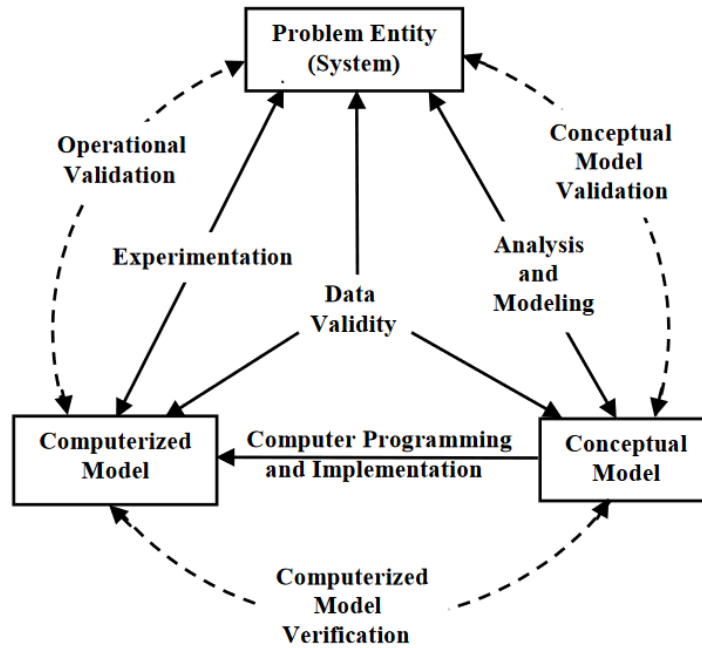 Problem Entity
(System)
Operational
Validation
Conceptual
Model
Validation
Experimentation
Analysis
and
Modeling
Data
Validity
Computerized
Model
Computer Programming
and Implementation
Conceptual
Model
Computerized
Model
Verification